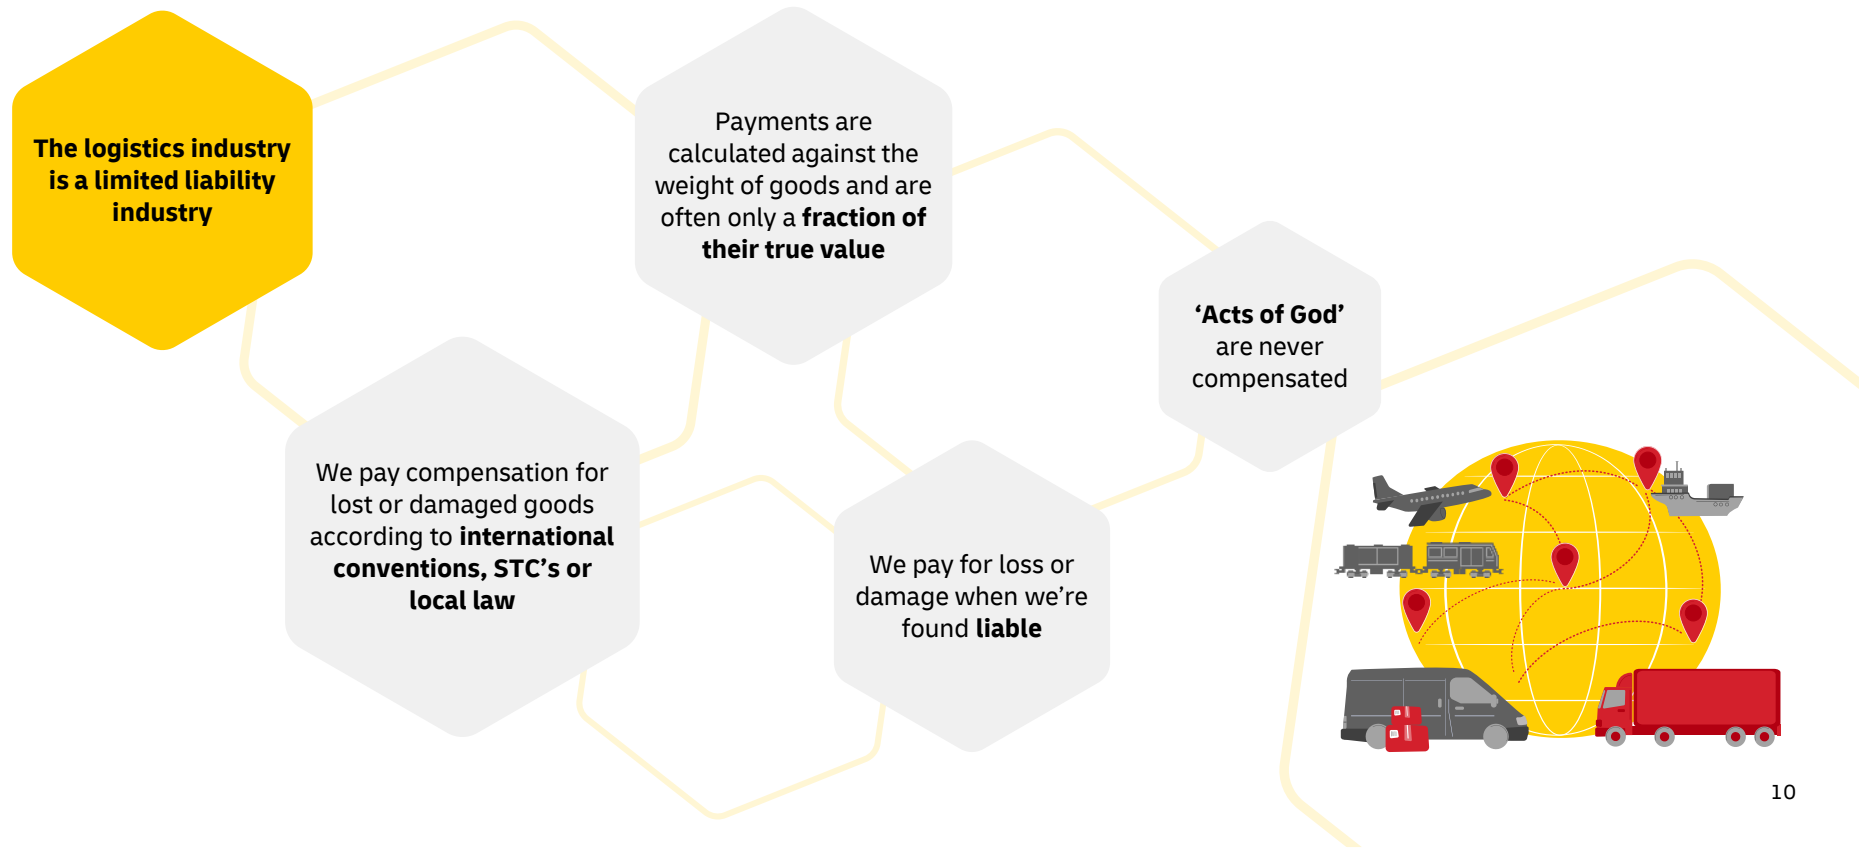 The logistics industry
is a limited liability
industry
We pay compensation for
lost or damaged goods
according to international
conventions, STC’s or
local law
Payments are
calculated against the
weight of goods and are
often only a fraction of
their true value
We pay for loss or
damage when we’re
found liable
‘Acts of God’
are never
compensated
10